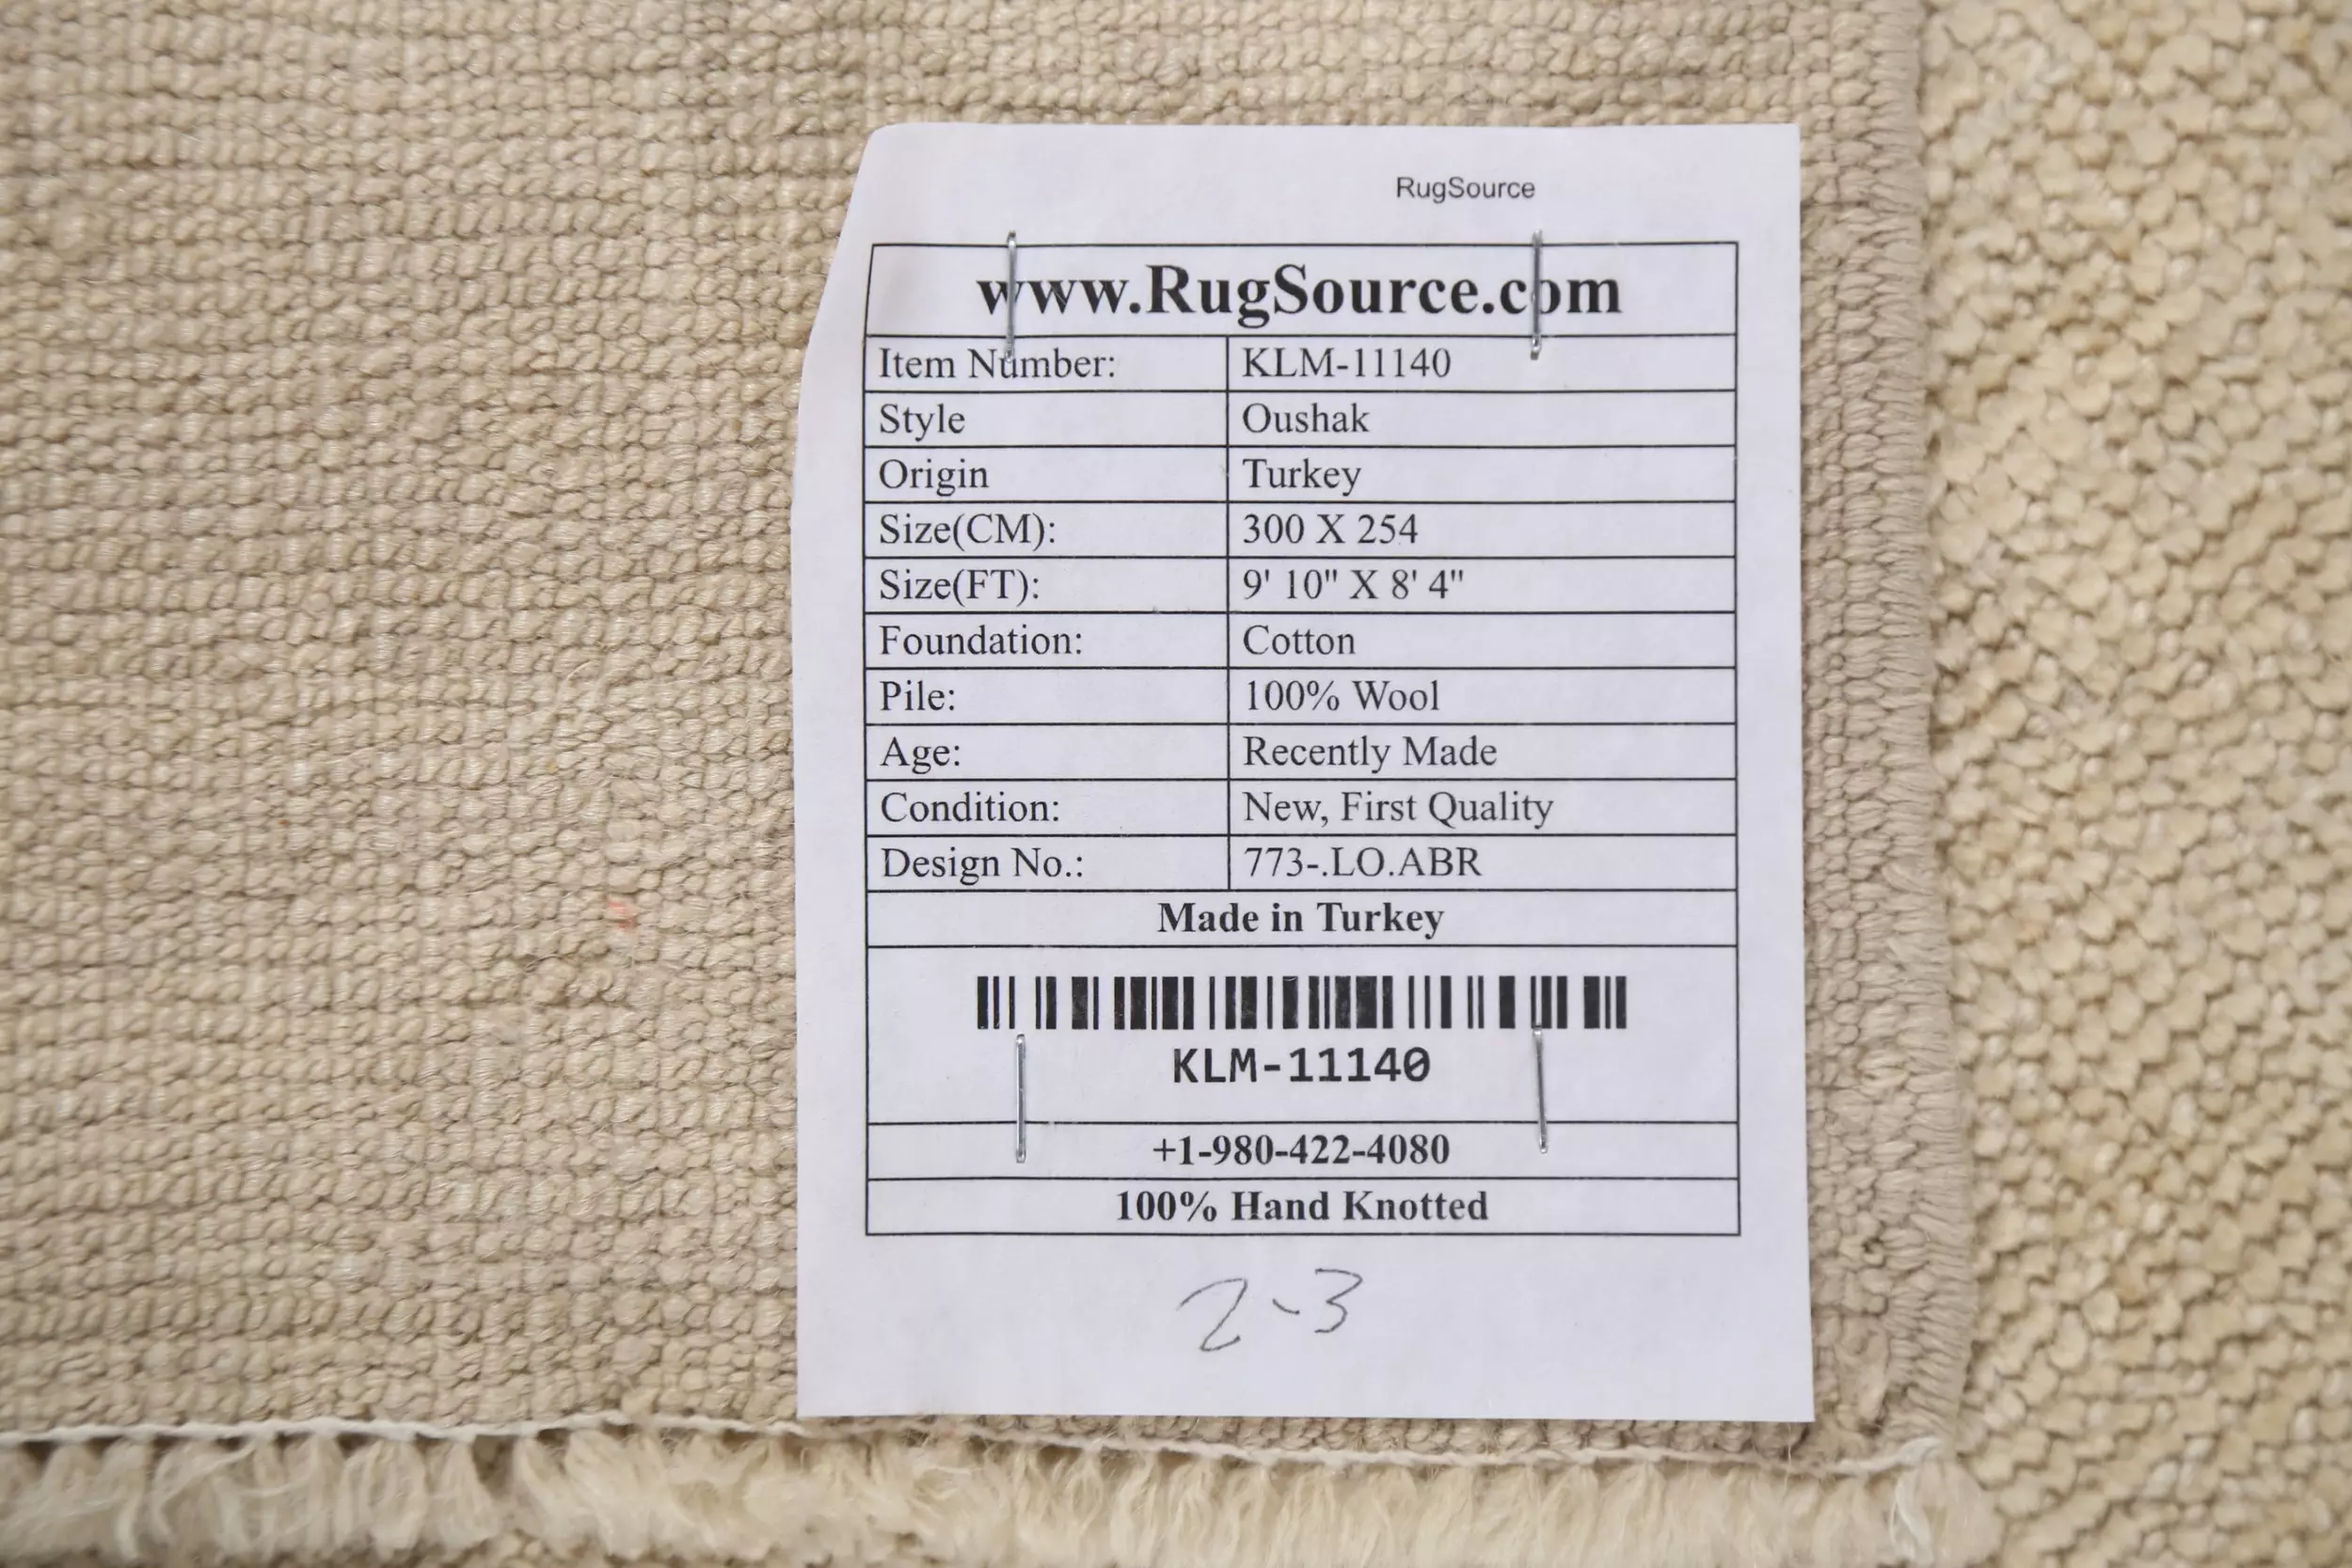 RugSource
www.RugSource.com
Item Number: KLM-11140
Style Oushak
Origin Turkey
Size(CM): 300 X 254
Size(FT): 9' 10" X 8' 4"
Foundation: Cotton
Pile: 100% Wool
Age: Recently Made
Condition: New, First Quality
Design No.: 773-.LO.ABR
Made in Turkey
KLM-11140
+1-980-422-4080
100% Hand Knotted
2-3